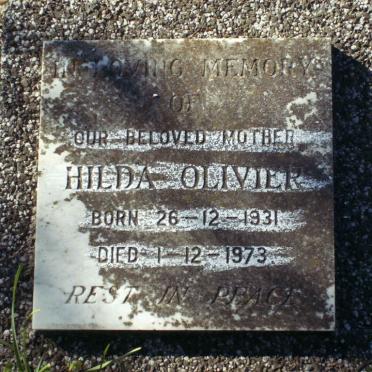 IN LOVING MEMORY
OF
OUR BELOVED MOTHER
HILDA OLIVIER
BORN 26-12-1931
DIED 1-12-1973
REST IN PEACE